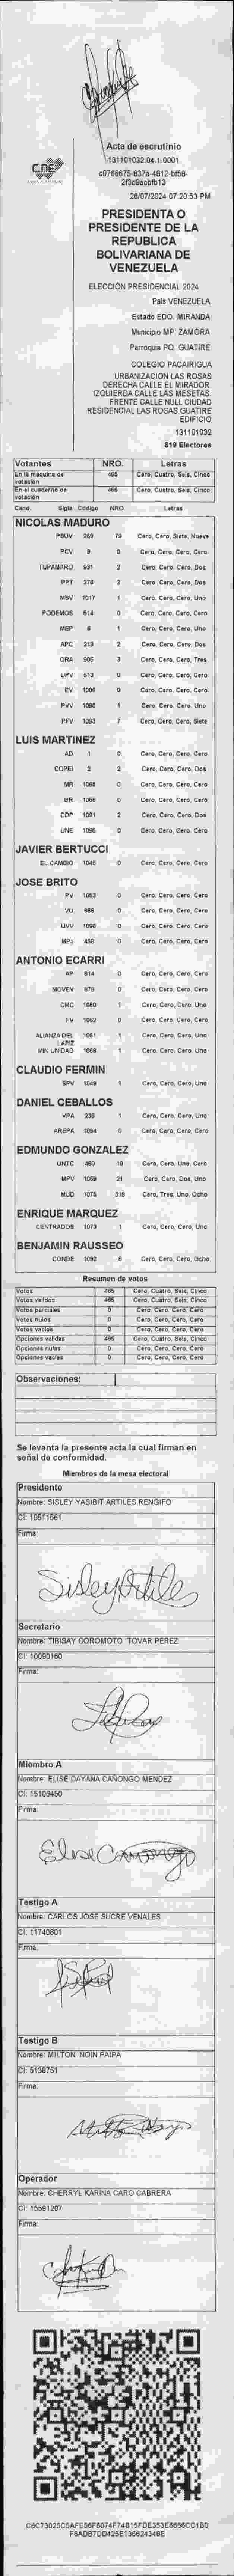 CNE
Acta de escrutinio
131101032.04.1.0001
28/07/2024 07:20:53 PM
PRESIDENTA O
PRESIDENTE DE LA
REPUBLICA
BOLIVARIANA DE
VENEZUELA
ELECCIÓN PRESIDENCIAL 2024
País VENEZUELA
Estado EDO. MIRANDA
Municipio MP. ZAMORA
Parroquia PQ. GUATIRE
COLEGIO PACAIRIGUA
URBANIZACION LAS ROSAS
DERECHA CALLE EL MIRADOR.
IZQUIERDA CALLE LAS MESETAS.
FRENTE CALLE NULL CIUDAD
RESIDENCIAL LAS ROSAS GUATIRE
EDIFICIO
131101032
819 Electores
Votantes NRO. Letras
En la máquina de votación 465 Cero, Cuatro, Seis, Cinco
En el cuaderno de votación 465 Cero, Cuatro, Seis, Cinco
Cand. Sigla Codigo NRO. Letras
NICOLAS MADURO
PSUV 269 79 Cero, Cero, Siete, Nueve
PCV 9 0 Cero, Cero, Cero, Cero
TUPAMARO 931 2 Cero, Cero, Cero, Dos
PPT 278 2 Cero, Cero, Cero, Dos
MSV 1017 1 Cero, Cero, Cero, Uno
PODEMOS 514 0 Cero, Cero, Cero, Cero
MEP 6 1 Cero, Cero, Cero, Uno
APC 219 2 Cero, Cero, Cero, Dos
ORA 906 3 Cero, Cero, Cero, Tres
UPV 513 0 Cero, Cero, Cero, Cero
EV 1099 0 Cero, Cero, Cero, Cero
PVV 1090 1 Cero, Cero, Cero, Uno
PFV 1093 7 Cero, Cero, Cero, Siete
LUIS MARTINEZ
AD 1 0 Cero, Cero, Cero, Cero
COPEI 2 2 Cero, Cero, Cero, Dos
MR 1065 0 Cero, Cero, Cero, Cero
BR 1068 0 Cero, Cero, Cero, Cero
DDP 1091 2 Cero, Cero, Cero, Dos
UNE 1095 0 Cero, Cero, Cero, Cero
JAVIER BERTUCCI
EL CAMBIO 1048 0 Cero, Cero, Cero, Cero
JOSE BRITO
PV 1053 0 Cero, Cero, Cero, Cero
VU 665 0 Cero, Cero, Cero, Cero
UVV 1098 0 Cero, Cero, Cero, Cero
MPJ 450 0 Cero, Cero, Cero, Cero
ANTONIO ECARRI
AP 614 0 Cero, Cero, Cero, Cero
MOVEV 979 0 Cero, Cero, Cero, Cero
CMC 1060 1 Cero, Cero, Cero, Uno
FV 1062 0 Cero, Cero, Cero, Cero
ALIANZA DEL LAPIZ 1051 1 Cero, Cero, Cero, Uno
MIN UNIDAD 1069 1 Cero, Cero, Cero, Uno
CLAUDIO FERMIN
SPV 1049 1 Cero, Cero, Cero, Uno
DANIEL CEBALLOS
VPA 236 1 Cero, Cero, Cero, Uno
AREPA 1094 0 Cero, Cero, Cero, Cero
EDMUNDO GONZALEZ
UNTC 469 10 Cero, Cero, Uno, Cero
MPV 1059 21 Cero, Cero, Dos, Uno
MUD 1075 318 Cero, Tres, Uno, Ocho
ENRIQUE MARQUEZ
CENTRADOS 1073 1 Cero, Cero, Cero, Uno
BENJAMIN RAUSSEO
CONDE 1092 8 Cero, Cero, Cero, Ocho
Resumen de votos
Votos 465 Cero, Cuatro, Seis, Cinco
Votos validos 465 Cero, Cuatro, Seis, Cinco
Votos parciales 0 Cero, Cero, Cero, Cero
Votos nulos 0 Cero, Cero, Cero, Cero
Votos vacios 0 Cero, Cero, Cero, Cero
Opciones validas 465 Cero, Cuatro, Seis, Cinco
Opciones nulas 0 Cero, Cero, Cero, Cero
Opciones vacias 0 Cero, Cero, Cero, Cero
Observaciones:
Se levanta la presente acta la cual firman en
señal de conformidad.
Miembros de la mesa electoral
Presidente
Nombre: SISLEY YASIBIT ARTILES RENGIFO
CI: 19511561
Firma:
Sisley Artiles
Secretario
Nombre: TIBISAY COROMOTO TOVAR PEREZ
CI: 10090160
Firma:
Miembro A
Nombre: ELISE DAYANA CAÑONGO MENDEZ
CI: 15106450
Firma:
Testigo A
Nombre: CARLOS JOSE SUCRE VENALES
CI: 11740801
Firma:
Testigo B
Nombre: MILTON NOIN PAIPA
CI: 5138751
Firma:
Operador
Nombre: CHERRYL KARINA CARO CABRERA
CI: 15591207
Firma: